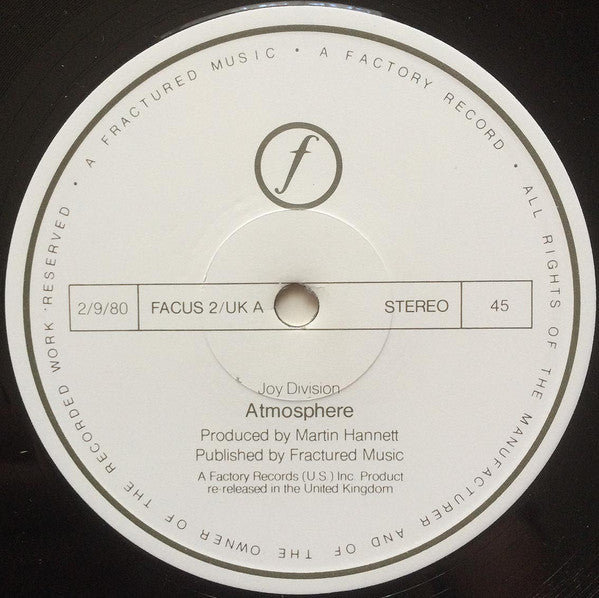 A FRACTURED MUSIC • A FACTORY RECORD • ALL RIGHTS OF THE MANUFACTURER AND OF THE OWNER OF THE RECORDED WORK RESERVED •
f
2/9/80 FACUS 2/UK A STEREO 45
Joy Division
Atmosphere
Produced by Martin Hannett
Published by Fractured Music
A Factory Records (U.S.) Inc. Product
re-released in the United Kingdom